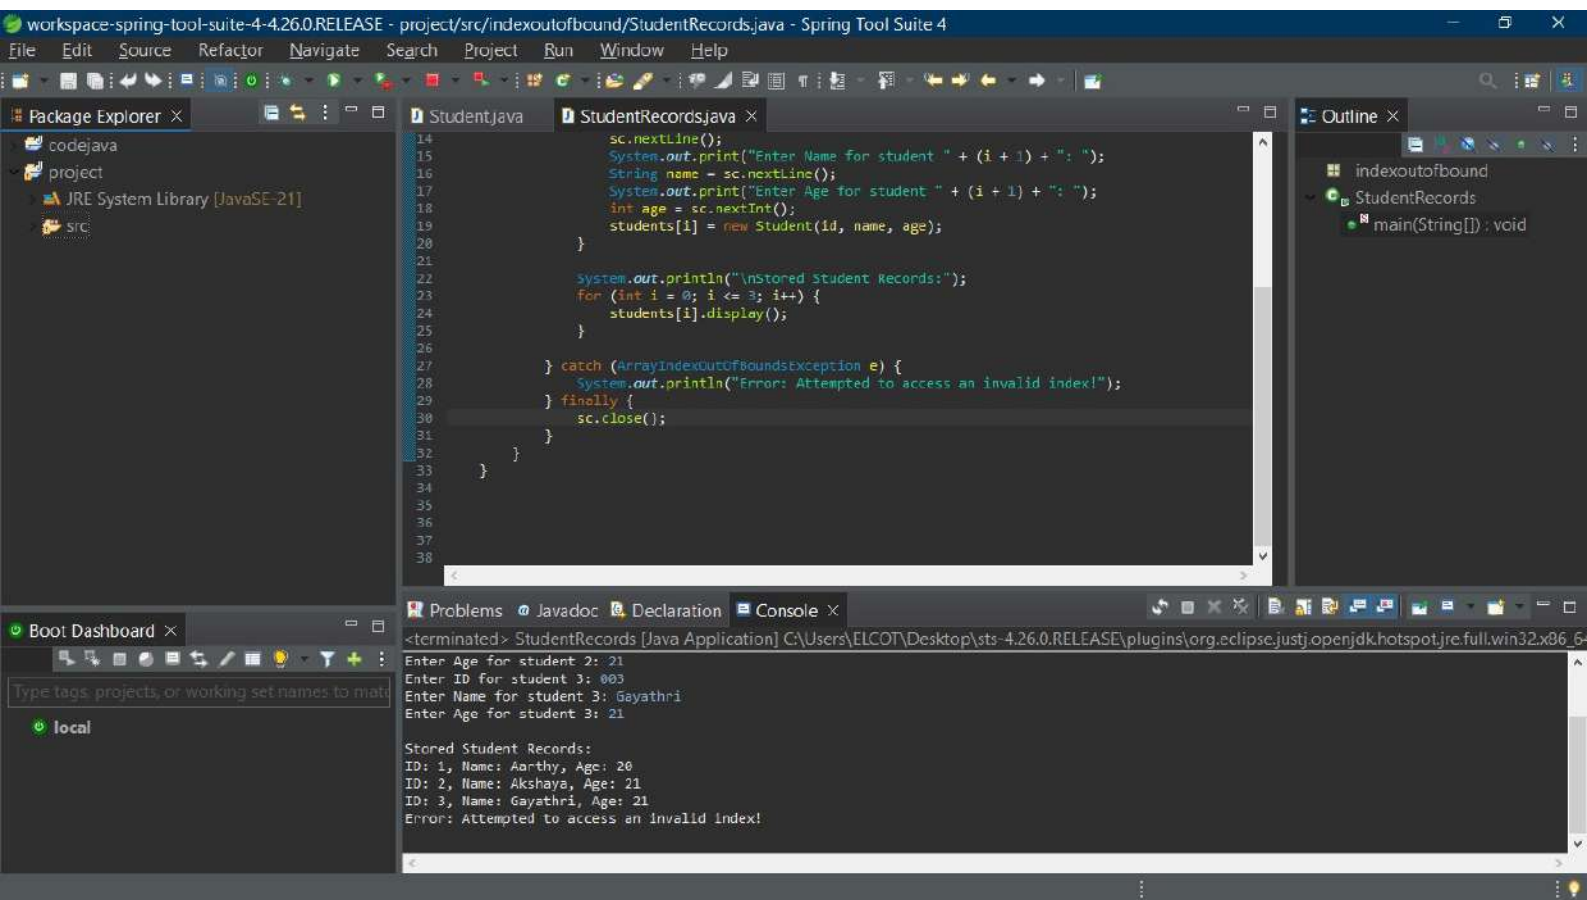 workspace-spring-tool-suite-4-4.26.0.RELEASE - project/src/indexoutofbound/StudentRecords.java - Spring Tool Suite 4
File Edit Source Refactor Navigate Search Project Run Window Help
Package Explorer
codejava
project
JRE System Library [JavaSE-21]
src
Student.java StudentRecords.java
14 sc.nextLine();
15 System.out.print("Enter Name for student " + (i + 1) + ": ");
16 String name = sc.nextLine();
17 System.out.print("Enter Age for student " + (i + 1) + ": ");
18 int age = sc.nextInt();
19 students[i] = new Student(id, name, age);
20 }
21
22 System.out.println("\nStored Student Records:");
23 for (int i = 0; i <= 3; i++) {
24 students[i].display();
25 }
26
27 } catch (ArrayIndexOutOfBoundsException e) {
28 System.out.println("Error: Attempted to access an invalid index!");
29 } finally {
30 sc.close();
31 }
32 }
33 }
34
35
36
37
38
Outline
indexoutofbound
StudentRecords
main(String[]) : void
Boot Dashboard
Type tags, projects, or working set names to matc
local
Problems Javadoc Declaration Console
<terminated> StudentRecords [Java Application] C:\Users\ELCOT\Desktop\sts-4.26.0.RELEASE\plugins\org.eclipse.justj.openjdk.hotspot.jre.full.win32.x86_64
Enter Age for student 2: 21
Enter ID for student 3: 003
Enter Name for student 3: Gayathri
Enter Age for student 3: 21
Stored Student Records:
ID: 1, Name: Aarthy, Age: 20
ID: 2, Name: Akshaya, Age: 21
ID: 3, Name: Gayathri, Age: 21
Error: Attempted to access an invalid index!